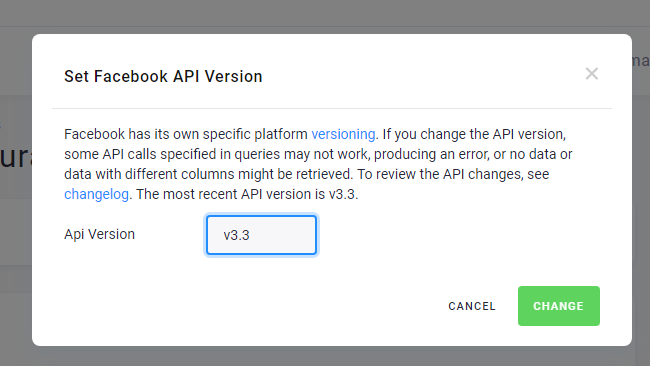 Set Facebook API Version
Facebook has its own specific platform versioning. If you change the API version,
some API calls specified in queries may not work, producing an error, or no data or
data with different columns might be retrieved. To review the API changes, see
changelog. The most recent API version is v3.3.
Api Version v3.3
CANCEL CHANGE